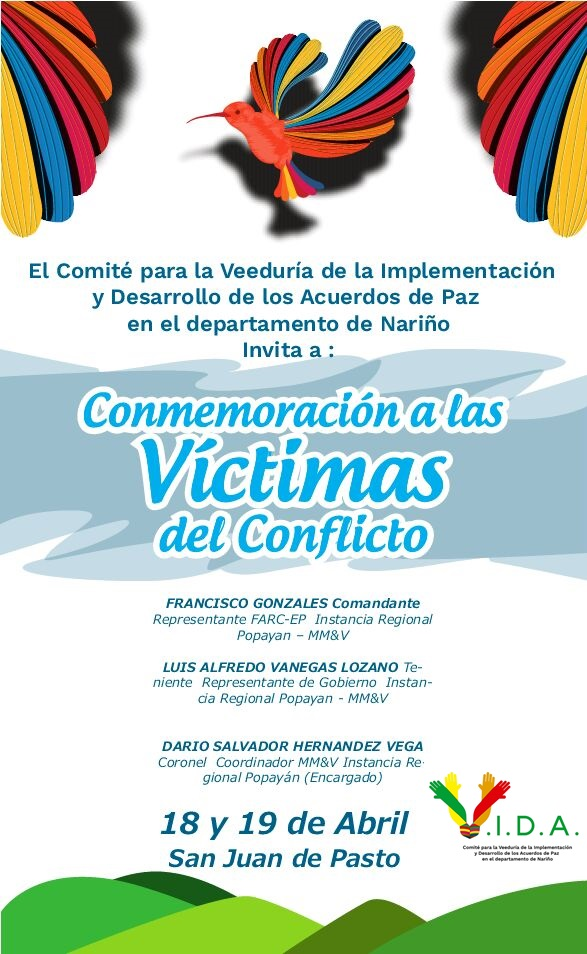 El Comité para la Veeduría de la Implementación
y Desarrollo de los Acuerdos de Paz
en el departamento de Nariño
Invita a :
Conmemoración a las
Víctimas
del Conflicto
FRANCISCO GONZALES Comandante
Representante FARC-EP Instancia Regional
Popayan – MM&V
LUIS ALFREDO VANEGAS LOZANO Te-
niente Representante de Gobierno Instan-
cia Regional Popayan - MM&V
DARIO SALVADOR HERNANDEZ VEGA
Coronel Coordinador MM&V Instancia Re-
gional Popayán (Encargado)
18 y 19 de Abril
San Juan de Pasto
V.I.D.A.
Comité para la Veeduría de la Implementación
y Desarrollo de los Acuerdos de Paz
en el departamento de Nariño